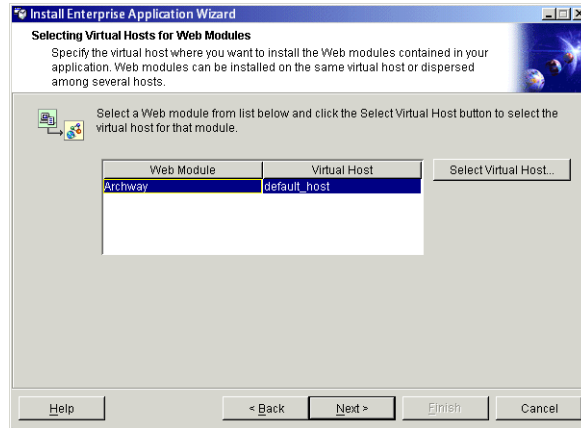 Install Enterprise Application Wizard
Selecting Virtual Hosts for Web Modules
Specify the virtual host where you want to install the Web modules contained in your
application. Web modules can be installed on the same virtual host or dispersed
among several hosts.
Select a Web module from list below and click the Select Virtual Host button to select the
virtual host for that module.
Web Module Virtual Host Select Virtual Host...
Archway default_host
Help < Back Next > Finish Cancel